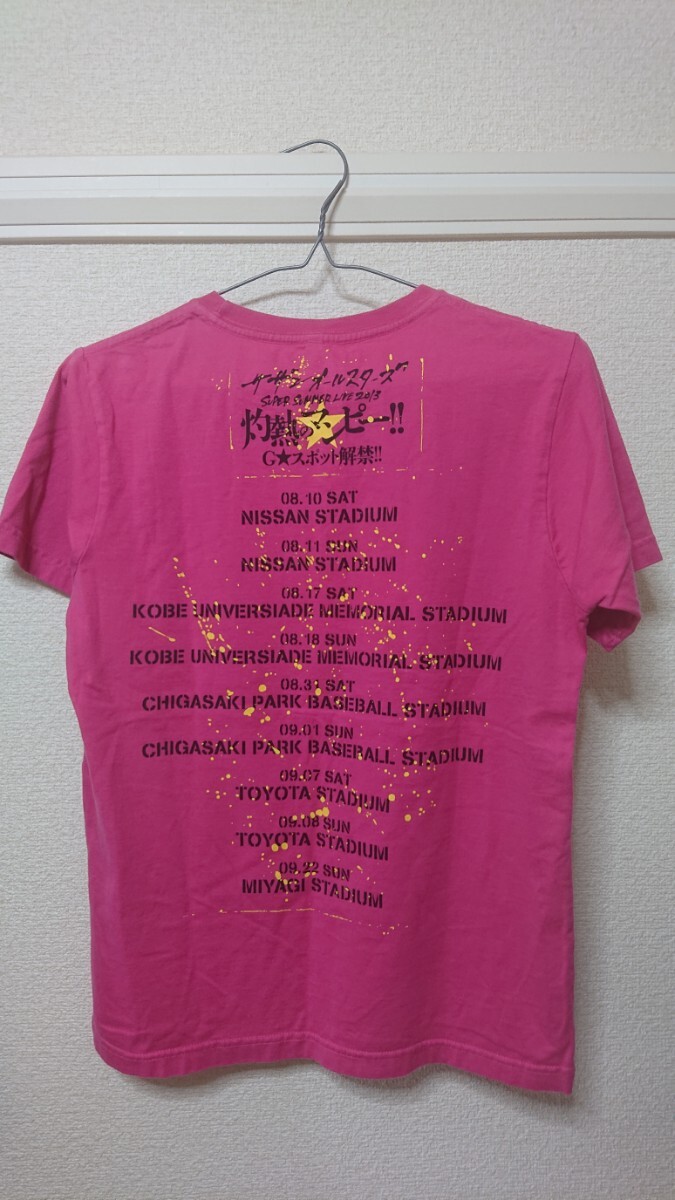 サザンオールスターズ
SUPER SUMMER LIVE 2013
灼熱のマンピー!!
G★スポット解禁!!
08.10 SAT
NISSAN STADIUM
08.11 SUN
NISSAN STADIUM
08.17 SAT
KOBE UNIVERSIADE MEMORIAL STADIUM
08.18 SUN
KOBE UNIVERSIADE MEMORIAL STADIUM
08.31 SAT
CHIGASAKI PARK BASEBALL STADIUM
09.01 SUN
CHIGASAKI PARK BASEBALL STADIUM
09.07 SAT
TOYOTA STADIUM
09.08 SUN
TOYOTA STADIUM
09.22 SUN
MIYAGI STADIUM